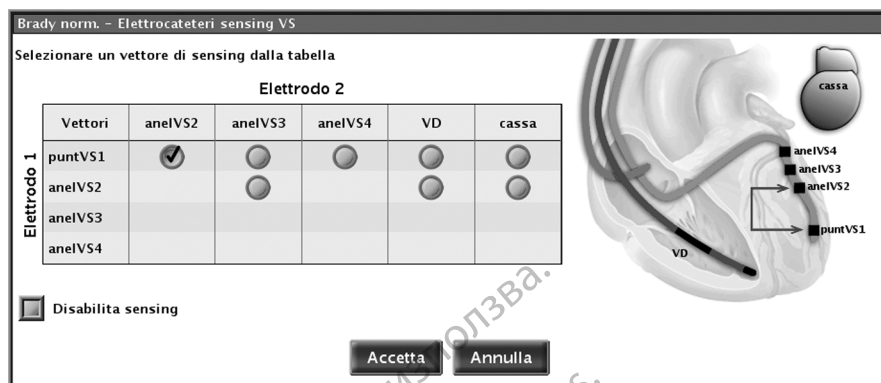 Brady norm. - Elettrocateteri sensing VS
Selezionare un vettore di sensing dalla tabella
Elettrodo 2
Elettrodo 1
Vettori anelVS2 anelVS3 anelVS4 VD cassa
puntVS1
anelVS2
anelVS3
anelVS4
cassa
anelVS4
anelVS3
anelVS2
puntVS1
VD
Disabilita sensing
Accetta Annulla